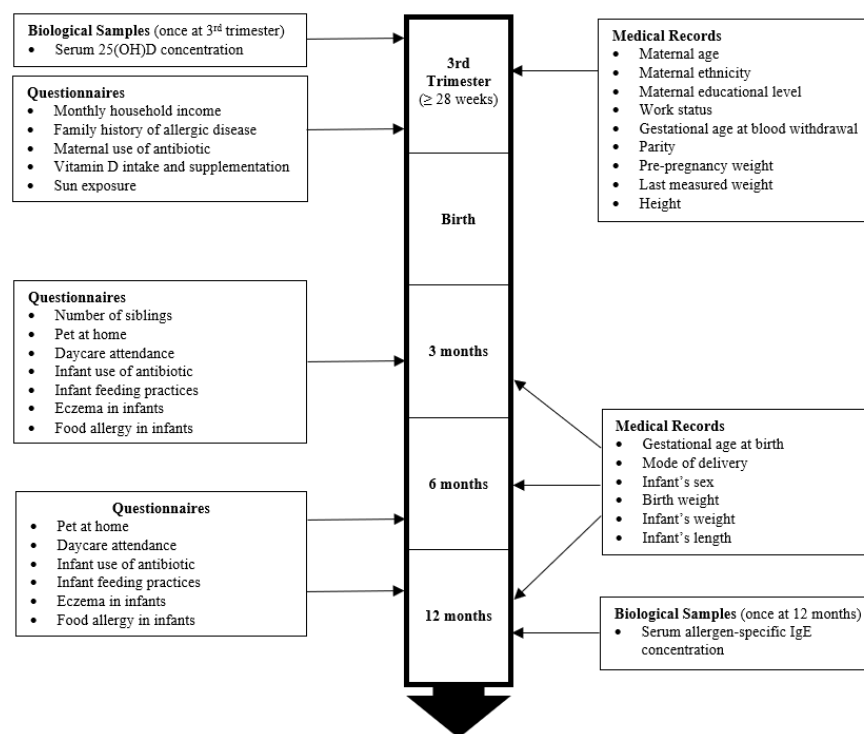 Biological Samples (once at 3rd trimester)
• Serum 25(OH)D concentration
Questionnaires
• Monthly household income
• Family history of allergic disease
• Maternal use of antibiotic
• Vitamin D intake and supplementation
• Sun exposure
3rd
Trimester
(≥ 28 weeks)
Medical Records
• Maternal age
• Maternal ethnicity
• Maternal educational level
• Work status
• Gestational age at blood withdrawal
• Parity
• Pre-pregnancy weight
• Last measured weight
• Height
Birth
Questionnaires
• Number of siblings
• Pet at home
• Daycare attendance
• Infant use of antibiotic
• Infant feeding practices
• Eczema in infants
• Food allergy in infants
3 months
6 months
Medical Records
• Gestational age at birth
• Mode of delivery
• Infant’s sex
• Birth weight
• Infant’s weight
• Infant’s length
Questionnaires
• Pet at home
• Daycare attendance
• Infant use of antibiotic
• Infant feeding practices
• Eczema in infants
• Food allergy in infants
12 months
Biological Samples (once at 12 months)
• Serum allergen-specific IgE
concentration